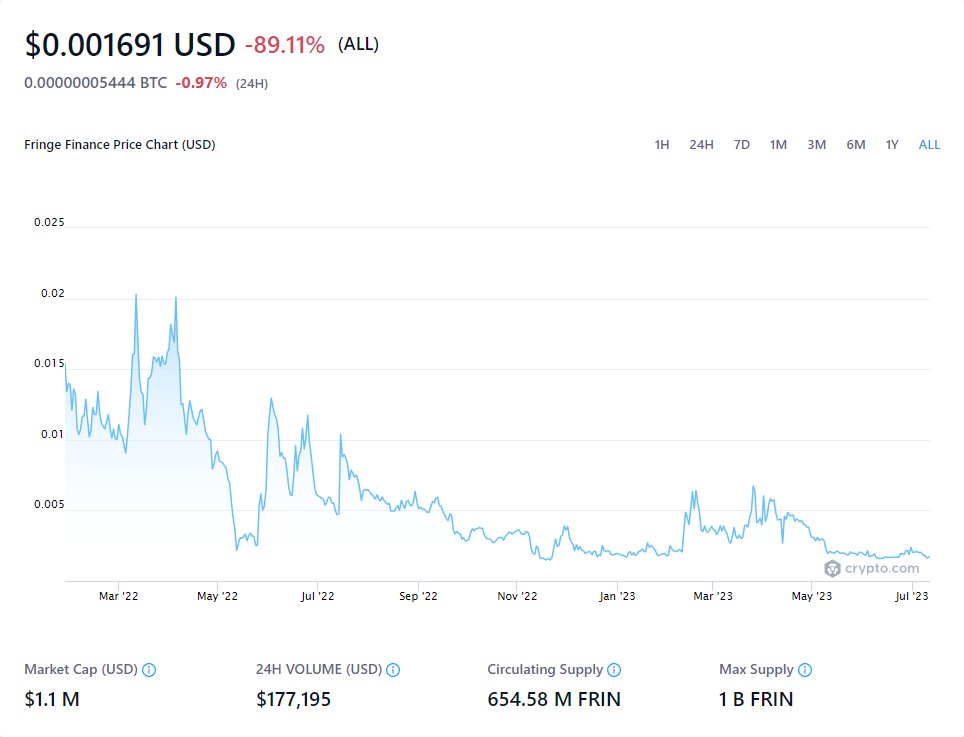 $0.001691 USD -89.11% (ALL)
0.00000005444 BTC -0.97% (24H)
Fringe Finance Price Chart (USD) 1H 24H 7D 1M 3M 6M 1Y ALL
0.025
0.02
0.015
0.01
0.005
crypto.com
Mar '22 May '22 Jul '22 Sep '22 Nov '22 Jan '23 Mar '23 May '23 Jul '23
Market Cap (USD) 24H VOLUME (USD) Circulating Supply Max Supply
$1.1 M $177,195 654.58 M FRIN 1 B FRIN